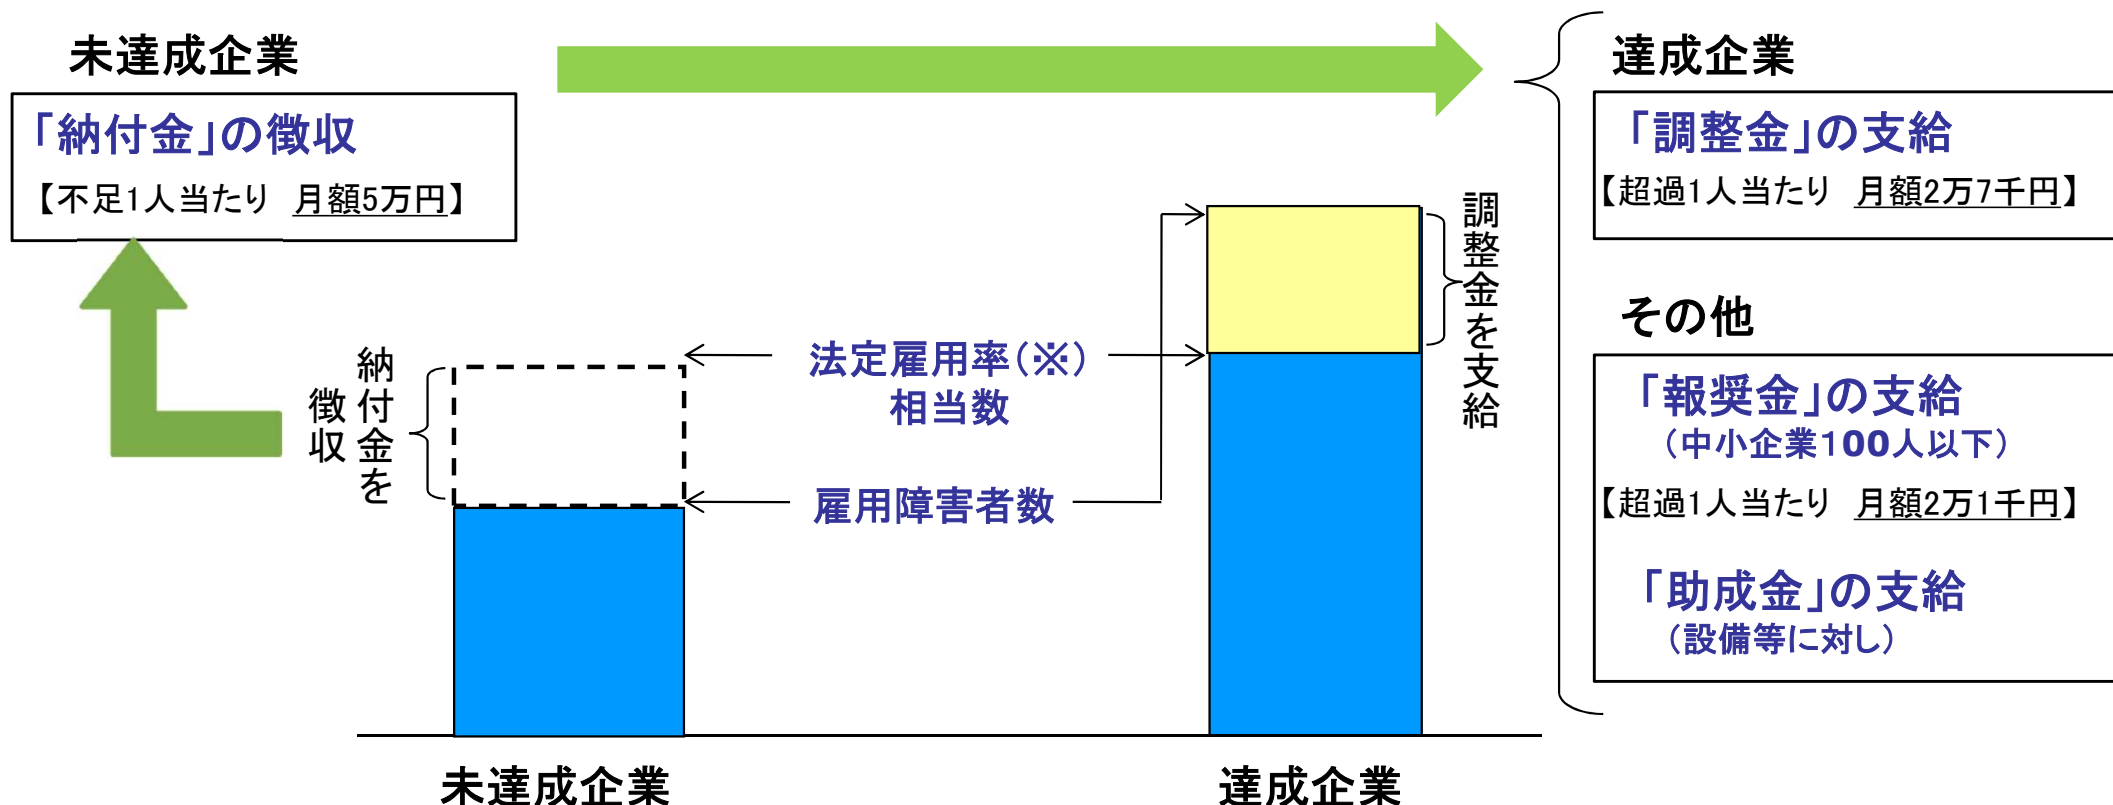 未達成企業
「納付金」の徴収
【不足1人当たり 月額5万円】
達成企業
「調整金」の支給
【超過1人当たり 月額2万7千円】
その他
「報奨金」の支給
(中小企業100人以下)
【超過1人当たり 月額2万1千円】
「助成金」の支給
(設備等に対し)
納付金を
徴収
法定雇用率(※)
相当数
雇用障害者数
調整金を支給
未達成企業
達成企業